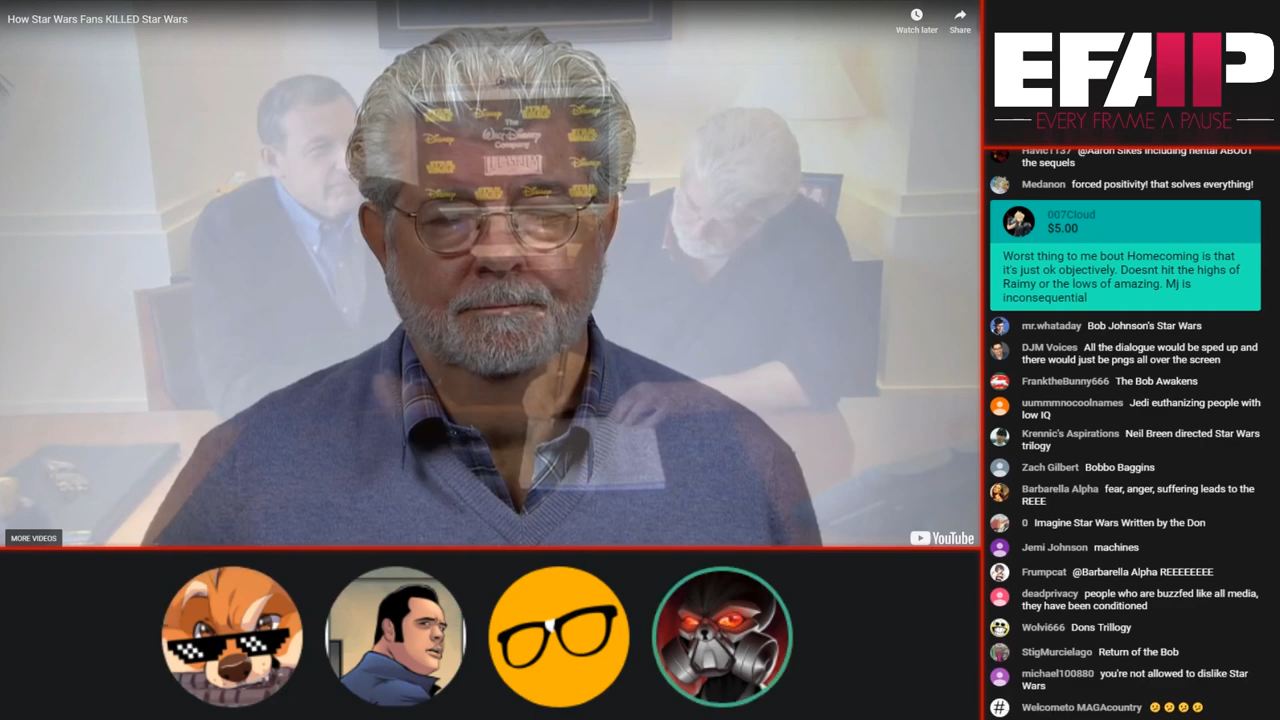 How Star Wars Fans KILLED Star Wars
Watch later
Share
Disney
The
WALT DISNEY
Company
LUCASFILM
Disney
Disney
Disney
MORE VIDEOS
YouTube
EFAP
EVERY FRAME A PAUSE
Havic1137 @Aaron Sikes including hentai ABOUT
the sequels
Medanon forced positivity! that solves everything!
007Cloud
$5.00
Worst thing to me bout Homecoming is that
it's just ok objectively. Doesnt hit the highs of
Raimy or the lows of amazing. Mj is
inconsequential
mr.whataday Bob Johnson's Star Wars
DJM Voices All the dialogue would be sped up and
there would just be pngs all over the screen
FranktheBunny666 The Bob Awakens
uummmnocoolnames Jedi euthanizing people with
low IQ
Krennic's Aspirations Neil Breen directed Star Wars
trilogy
Zach Gilbert Bobbo Baggins
Barbarella Alpha fear, anger, suffering leads to the
REEE
0 Imagine Star Wars Written by the Don
Jemi Johnson machines
Frumpcat @Barbarella Alpha REEEEEEEE
deadprivacy people who are buzzfed like all media,
they have been conditioned
Wolvi666 Dons Trillogy
StigMurcielago Return of the Bob
michael100880 you're not allowed to dislike Star
Wars
# Welcometo MAGAcountry 😕 😕 😕 😕